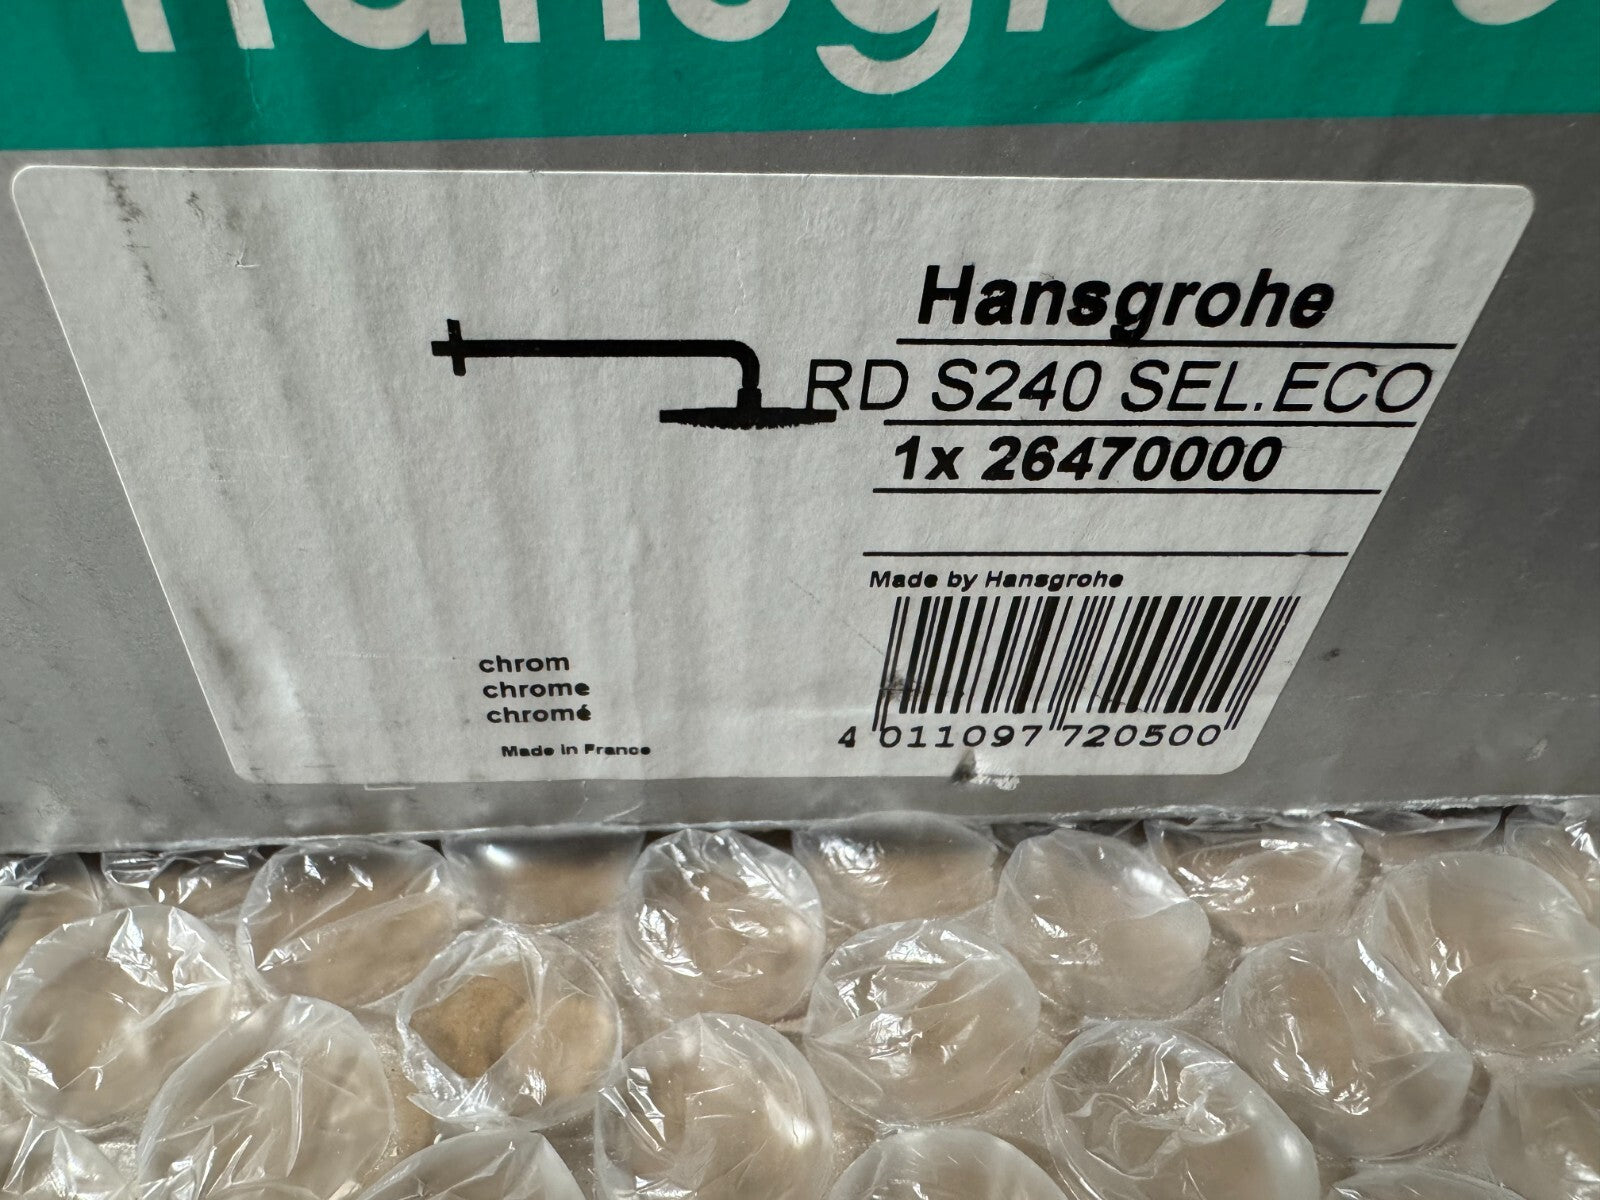 hansgrohe
Hansgrohe
RD S240 SEL.ECO
1x 26470000
Made by Hansgrohe
chrom
chrome
chromé
Made in France
4 011097 720500